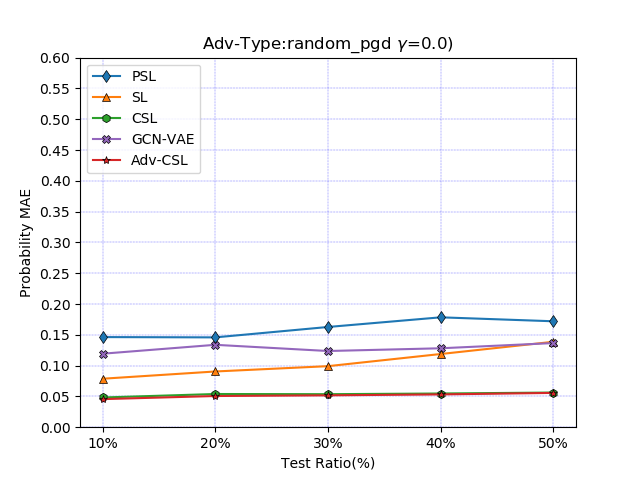 Adv-Type:random_pgd γ=0.0)
0.60
0.55
0.50
0.45
0.40
0.35
0.30
0.25
0.20
0.15
0.10
0.05
0.00
Probability MAE
PSL
SL
CSL
GCN-VAE
Adv-CSL
10% 20% 30% 40% 50%
Test Ratio(%)